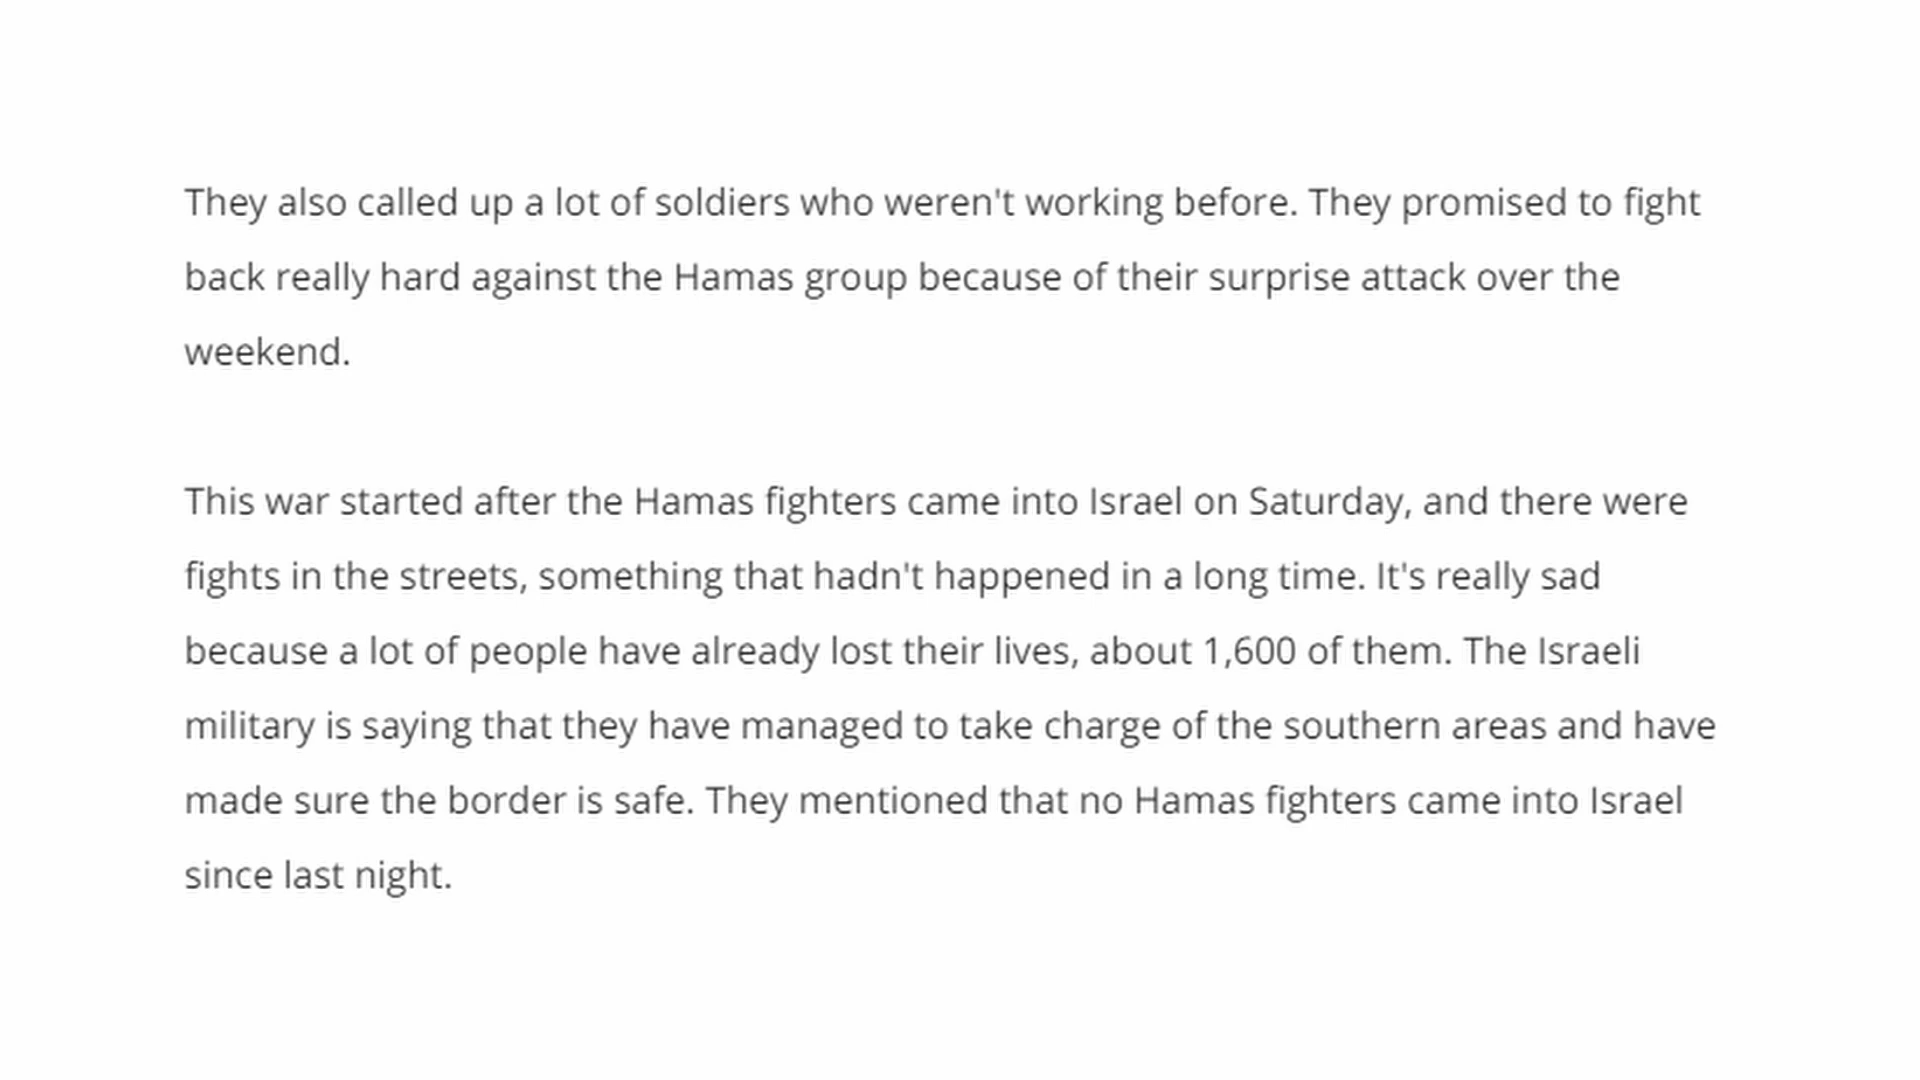 They also called up a lot of soldiers who weren't working before. They promised to fight
back really hard against the Hamas group because of their surprise attack over the
weekend.
This war started after the Hamas fighters came into Israel on Saturday, and there were
fights in the streets, something that hadn't happened in a long time. It's really sad
because a lot of people have already lost their lives, about 1,600 of them. The Israeli
military is saying that they have managed to take charge of the southern areas and have
made sure the border is safe. They mentioned that no Hamas fighters came into Israel
since last night.